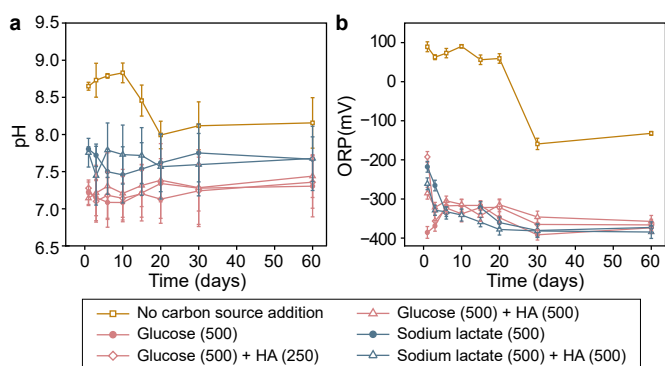 a
b
9.5
9.0
8.5
8.0
7.5
7.0
6.5
pH
0
10
20
30
40
50
60
Time (days)
100
0
−100
−200
−300
−400
ORP(mV)
0
10
20
30
40
50
60
Time (days)
No carbon source addition
Glucose (500)
Glucose (500) + HA (250)
Glucose (500) + HA (500)
Sodium lactate (500)
Sodium lactate (500) + HA (500)